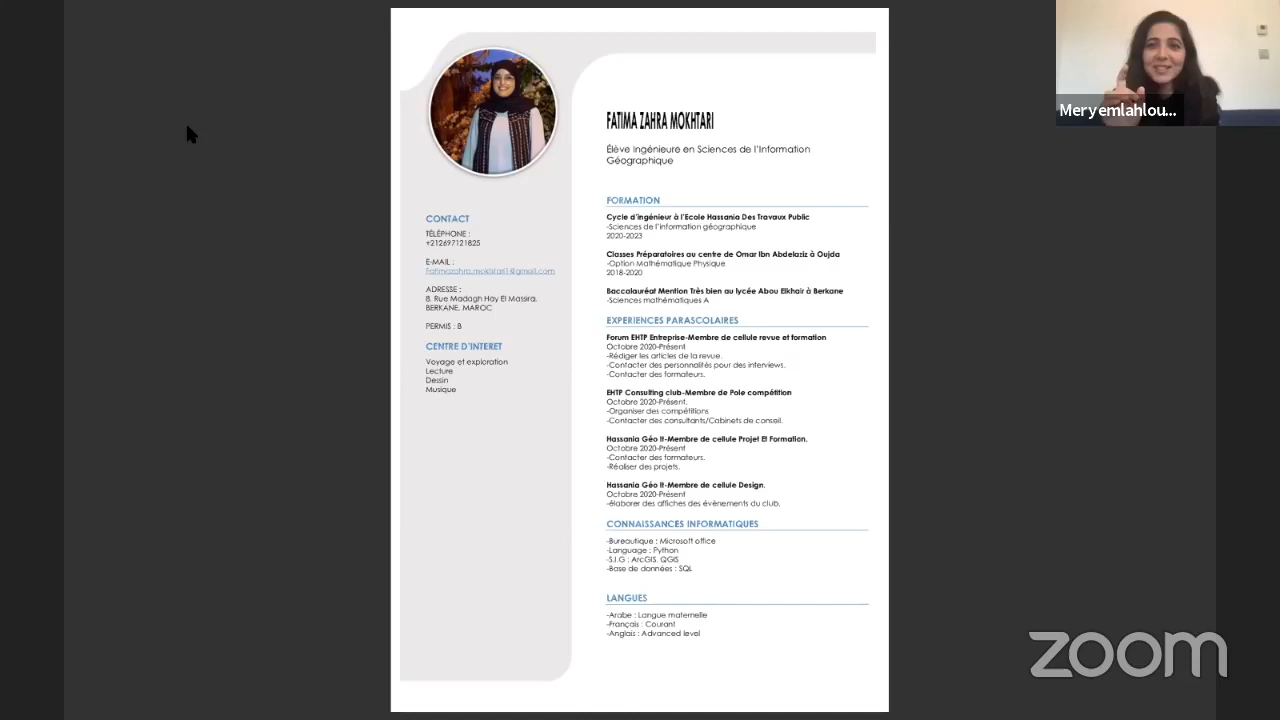 FATIMA ZAHRA MOKHTARI
Élève Ingénieure en Sciences de l'Information
Géographique
CONTACT
TÉLÉPHONE :
+212697121825
E-MAIL :
Fatimazahra.mokhtari1@gmail.com
ADRESSE :
8, Rue Madagh Hay El Massira,
BERKANE, MAROC
PERMIS : B
CENTRE D'INTERET
Voyage et exploration
Lecture
Dessin
Musique
FORMATION
Cycle d'ingénieur à l'Ecole Hassania Des Travaux Public
-Sciences de l'information géographique
2020-2023
Classes Préparatoires au centre de Omar Ibn Abdelaziz à Oujda
-Option Mathématique Physique
2018-2020
Baccalauréat Mention Très bien au lycée Abou Elkhair à Berkane
-Sciences mathématiques A
EXPERIENCES PARASCOLAIRES
Forum EHTP Entreprise-Membre de cellule revue et formation
Octobre 2020-Présent
-Rédiger les articles de la revue.
-Contacter des personnalités pour des interviews.
-Contacter des formateurs.
EHTP Consulting club-Membre de Pole compétition
Octobre 2020-Présent.
-Organiser des compétitions
-Contacter des consultants/Cabinets de conseil.
Hassania Géo It-Membre de cellule Projet Et Formation.
Octobre 2020-Présent
-Contacter des formateurs.
-Réaliser des projets.
Hassania Géo It-Membre de cellule Design.
Octobre 2020-Présent
-élaborer des affiches des évènements du club.
CONNAISSANCES INFORMATIQUES
-Bureautique : Microsoft office
-Language : Python
-S.I.G : ArcGIS, QGIS
-Base de données : SQL
LANGUES
-Arabe : Langue maternelle
-Français : Courant
-Anglais : Advanced level
Meryemlahlou...
zoom